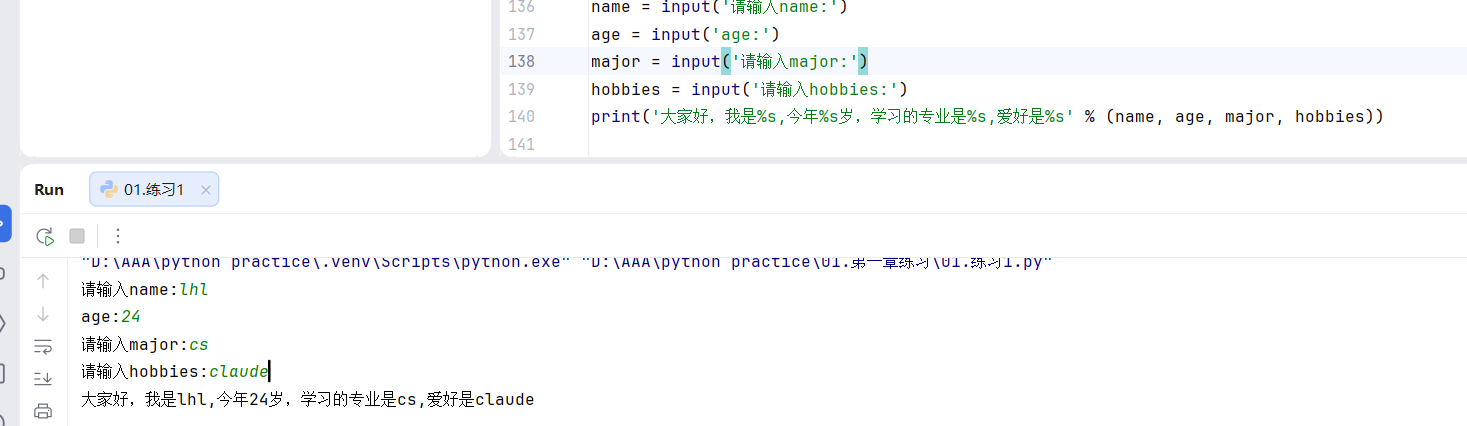 136 name = input('请输入name:')
137 age = input('age:')
138 major = input('请输入major:')
139 hobbies = input('请输入hobbies:')
140 print('大家好，我是%s,今年%s岁，学习的专业是%s,爱好是%s' % (name, age, major, hobbies))
141
Run 01.练习1
"D:\AAA\python practice\.venv\Scripts\python.exe" "D:\AAA\python practice\01.第一章练习\01.练习1.py"
请输入name:lhl
age:24
请输入major:cs
请输入hobbies:claude
大家好，我是lhl,今年24岁，学习的专业是cs,爱好是claude